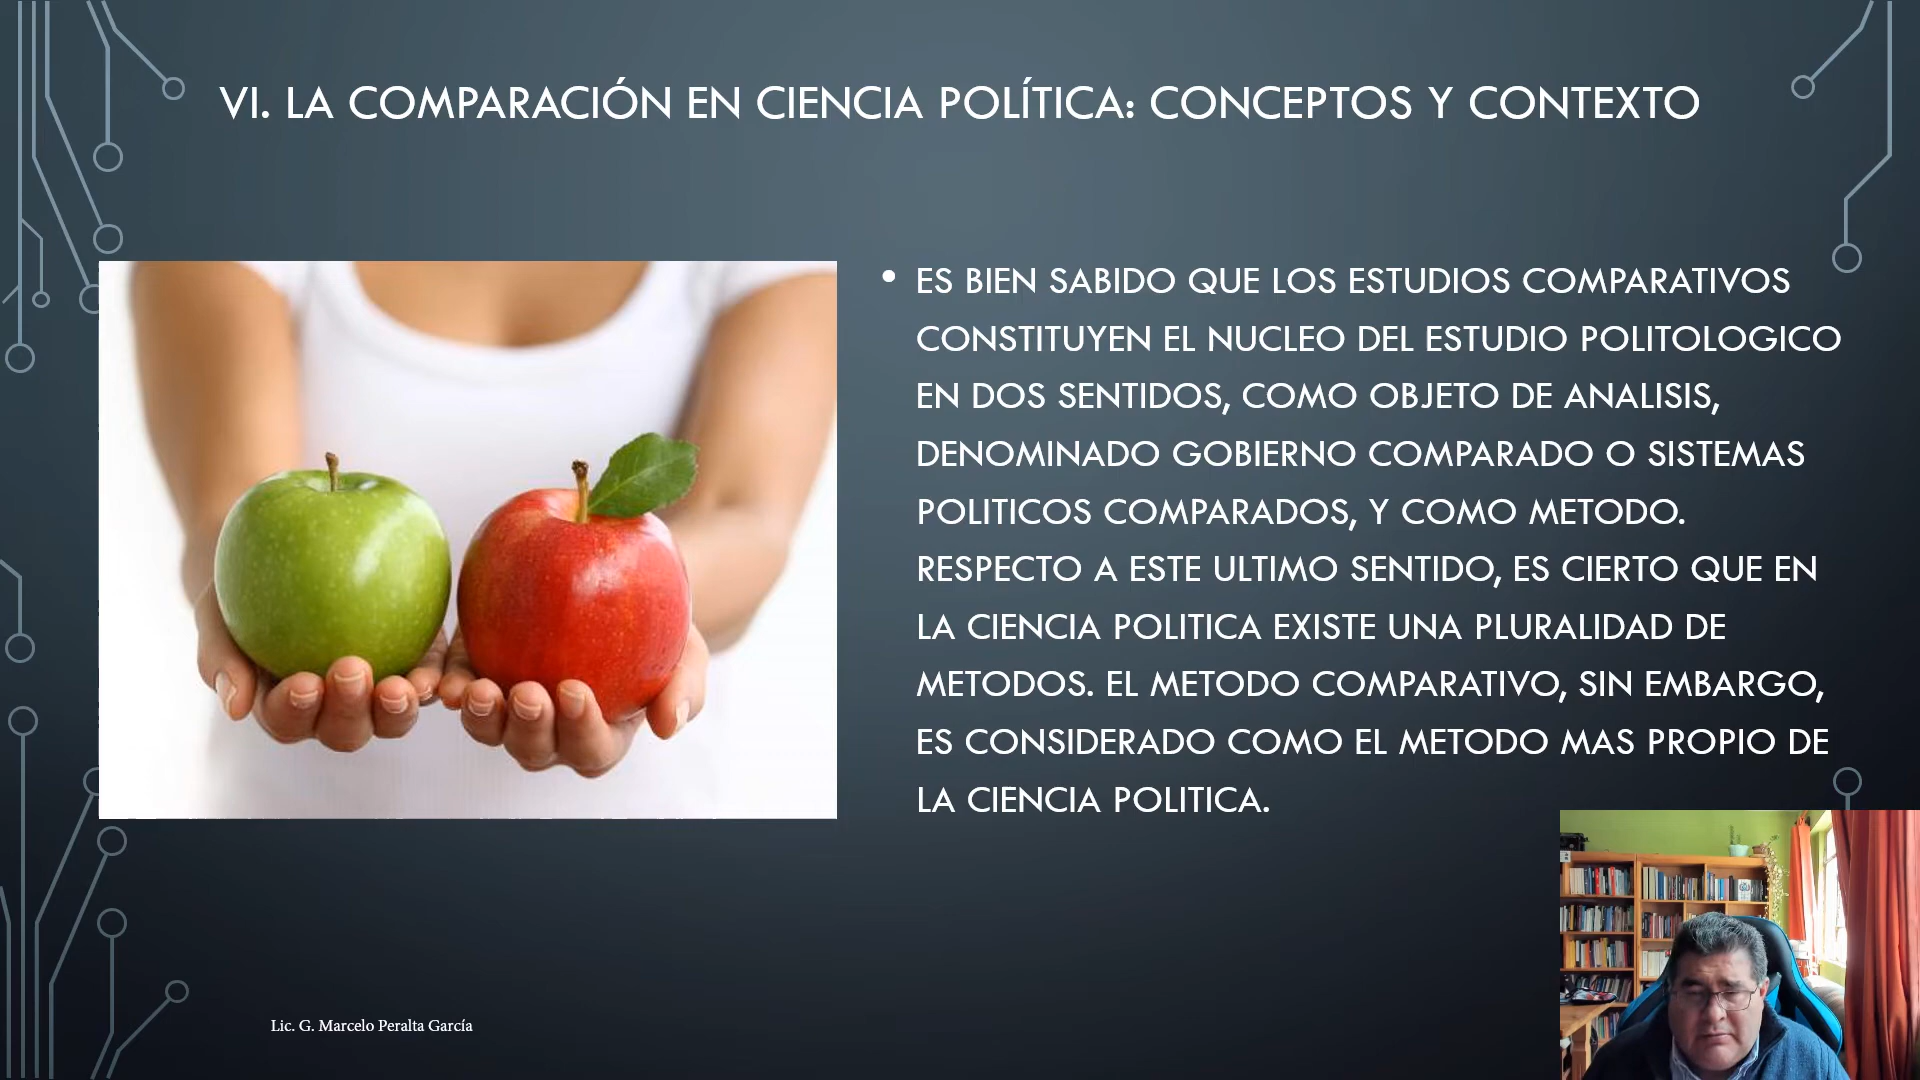 VI. LA COMPARACIÓN EN CIENCIA POLÍTICA: CONCEPTOS Y CONTEXTO
• ES BIEN SABIDO QUE LOS ESTUDIOS COMPARATIVOS
CONSTITUYEN EL NUCLEO DEL ESTUDIO POLITOLOGICO
EN DOS SENTIDOS, COMO OBJETO DE ANALISIS,
DENOMINADO GOBIERNO COMPARADO O SISTEMAS
POLITICOS COMPARADOS, Y COMO METODO.
RESPECTO A ESTE ULTIMO SENTIDO, ES CIERTO QUE EN
LA CIENCIA POLITICA EXISTE UNA PLURALIDAD DE
METODOS. EL METODO COMPARATIVO, SIN EMBARGO,
ES CONSIDERADO COMO EL METODO MAS PROPIO DE
LA CIENCIA POLITICA.
Lic. G. Marcelo Peralta García